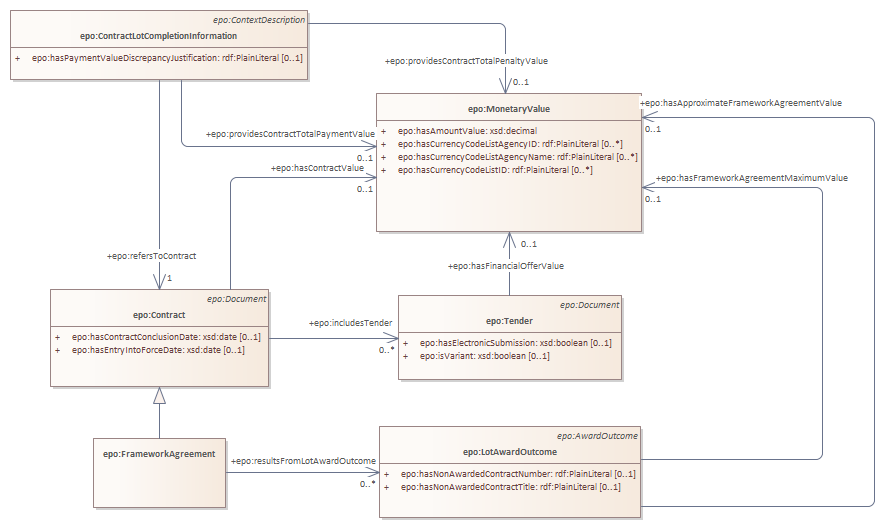 epo:ContextDescription
epo:ContractLotCompletionInformation
+ epo:hasPaymentValueDiscrepancyJustification: rdf:PlainLiteral [0..1]
+epo:providesContractTotalPenaltyValue
0..1
epo:MonetaryValue
+ epo:hasAmountValue: xsd:decimal
+ epo:hasCurrencyCodeListAgencyID: rdf:PlainLiteral [0..*]
+ epo:hasCurrencyCodeListAgencyName: rdf:PlainLiteral [0..*]
+ epo:hasCurrencyCodeListID: rdf:PlainLiteral [0..*]
+epo:hasApproximateFrameworkAgreementValue
0..1
+epo:providesContractTotalPaymentValue
0..1
+epo:hasContractValue
0..1
+epo:hasFrameworkAgreementMaximumValue
0..1
0..1
+epo:hasFinancialOfferValue
+epo:refersToContract
1
epo:Document
epo:Contract
+ epo:hasContractConclusionDate: xsd:date [0..1]
+ epo:hasEntryIntoForceDate: xsd:date [0..1]
+epo:includesTender
0..*
epo:Document
epo:Tender
+ epo:hasElectronicSubmission: xsd:boolean [0..1]
+ epo:isVariant: xsd:boolean [0..1]
epo:FrameworkAgreement
+epo:resultsFromLotAwardOutcome
0..*
epo:AwardOutcome
epo:LotAwardOutcome
+ epo:hasNonAwardedContractNumber: rdf:PlainLiteral [0..1]
+ epo:hasNonAwardedContractTitle: rdf:PlainLiteral [0..1]